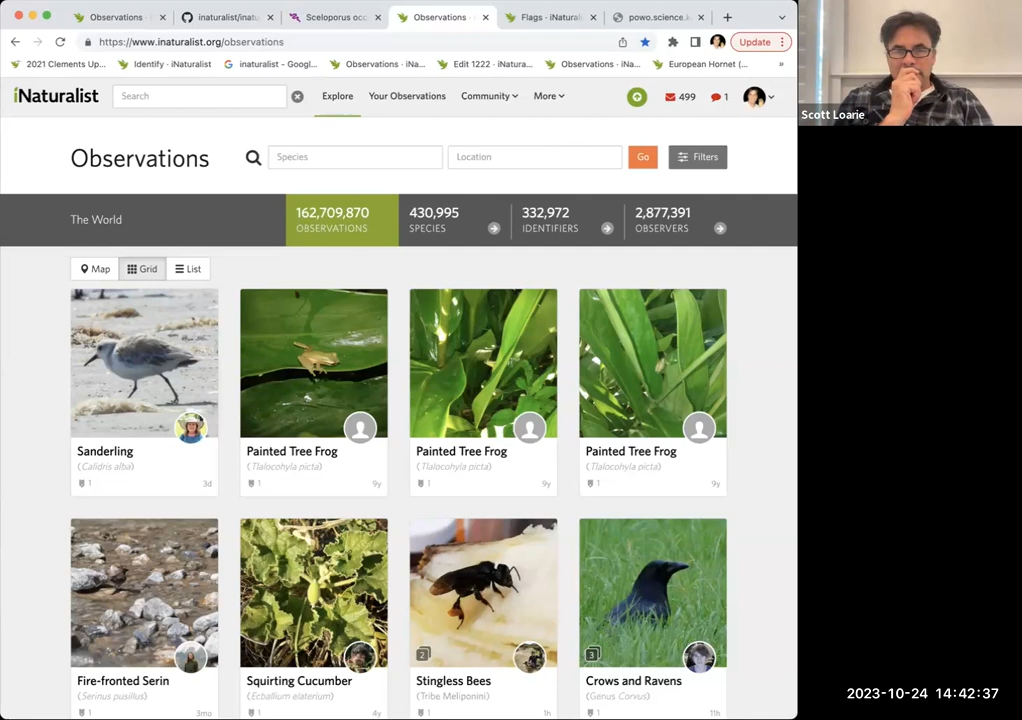 Observations
inaturalist/inatu
Sceloporus occ
Observations
Flags · iNatural
powo.science.k
https://www.inaturalist.org/observations
Update
2021 Clements Up...
Identify · iNaturalist
inaturalist - Googl...
Observations · iNa...
Edit 1222 · iNatura...
Observations · iNa...
European Hornet (...
»
iNaturalist
Search
Explore
Your Observations
Community
More
499
1
Scott Loarie
Observations
Species
Location
Go
Filters
The World
162,709,870
OBSERVATIONS
430,995
SPECIES
332,972
IDENTIFIERS
2,877,391
OBSERVERS
Map
Grid
List
Sanderling
(Calidris alba)
1
3d
Painted Tree Frog
(Tlalocohyla picta)
1
9y
Painted Tree Frog
(Tlalocohyla picta)
1
9y
Painted Tree Frog
(Tlalocohyla picta)
1
9y
Fire-fronted Serin
(Serinus pusillus)
1
3mo
Squirting Cucumber
(Ecballium elaterium)
1
4y
2
Stingless Bees
(Tribe Meliponini)
1
1h
3
Crows and Ravens
(Genus Corvus)
1
11h
2023-10-24 14:42:37